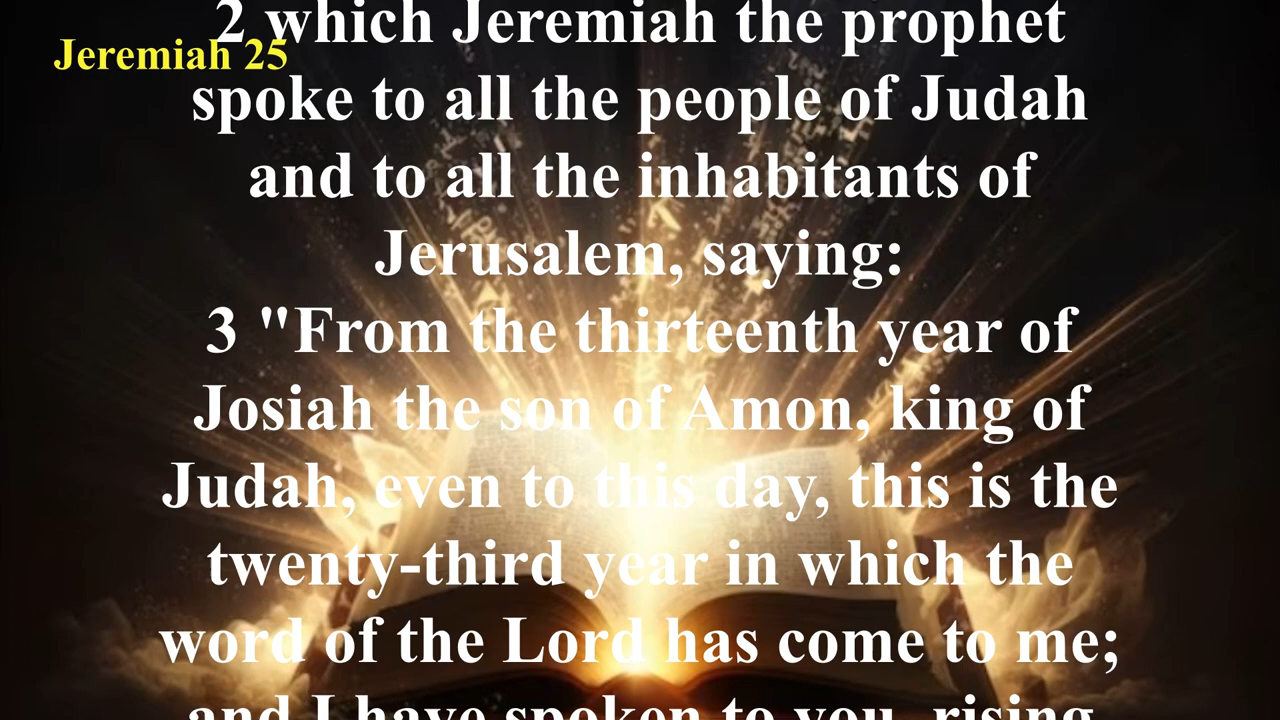 Jeremiah 25
2 which Jeremiah the prophet
spoke to all the people of Judah
and to all the inhabitants of
Jerusalem, saying:
3 "From the thirteenth year of
Josiah the son of Amon, king of
Judah, even to this day, this is the
twenty-third year in which the
word of the Lord has come to me;
and I have spoken to you, rising